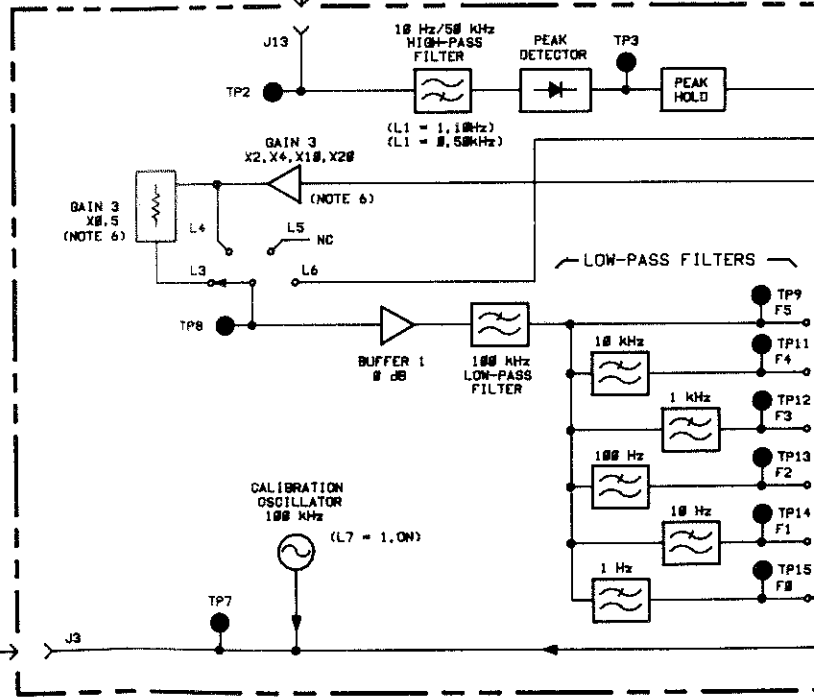 J13
10 Hz/50 kHz
HIGH-PASS
FILTER
PEAK
DETECTOR
TP3
TP2
PEAK
HOLD
(L1 = 1,10Hz)
(L1 = 0,50kHz)
GAIN 3
X2,X4,X10,X20
(NOTE 6)
GAIN 3
X0.5
(NOTE 6)
L4
L5
NC
L3
L6
LOW-PASS FILTERS
TP8
BUFFER 1
0 dB
100 kHz
LOW-PASS
FILTER
TP9
F5
10 kHz
TP11
F4
1 kHz
TP12
F3
100 Hz
TP13
F2
10 Hz
TP14
F1
1 Hz
TP15
F0
CALIBRATION
OSCILLATOR
100 kHz
(L7 = 1,ON)
TP7
J3